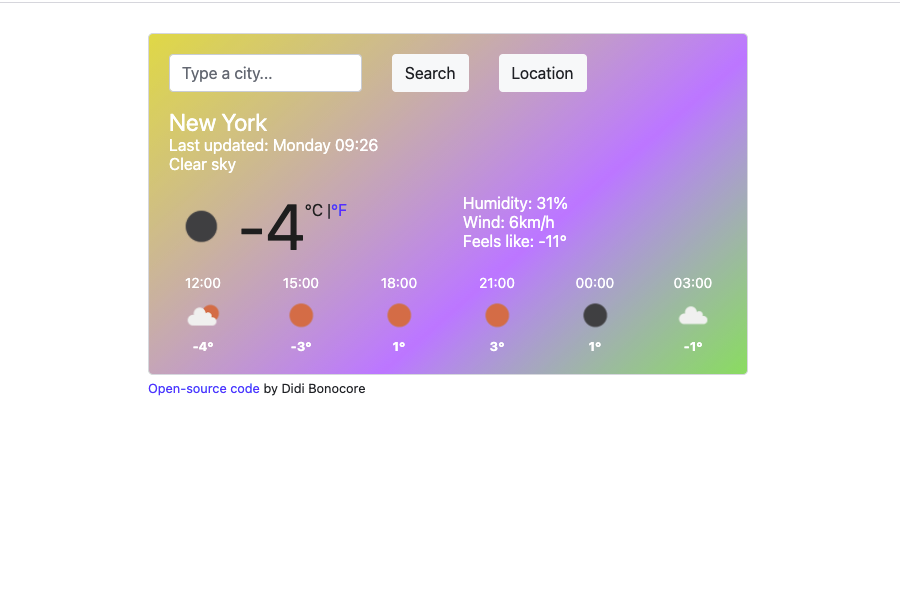 Type a city...
Search
Location
New York
Last updated: Monday 09:26
Clear sky
-4 °C |°F
Humidity: 31%
Wind: 6km/h
Feels like: -11°
12:00 15:00 18:00 21:00 00:00 03:00
-4° -3° 1° 3° 1° -1°
Open-source code by Didi Bonocore